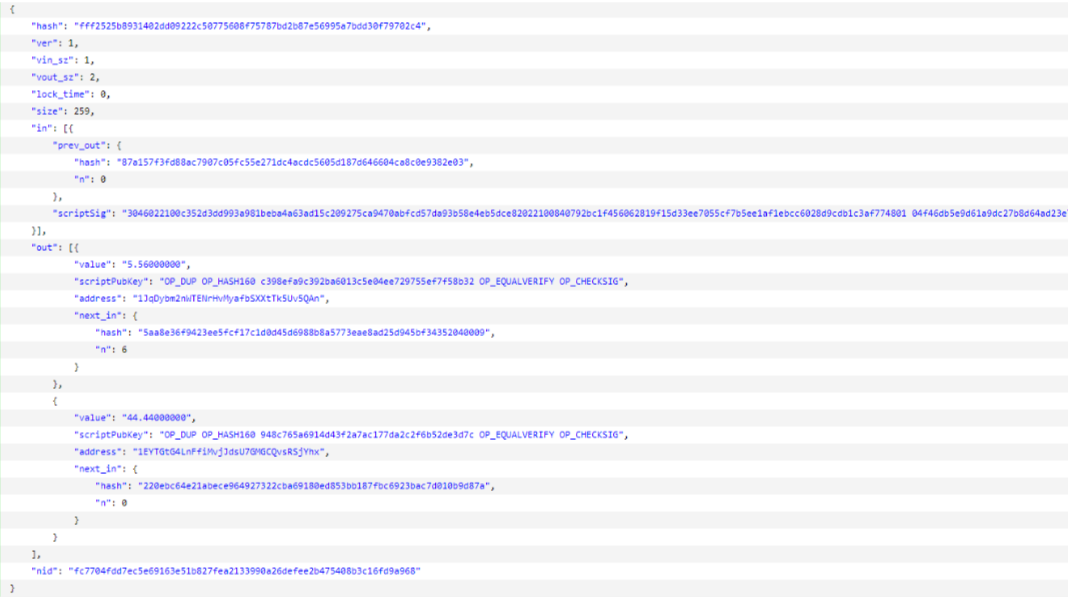 {
"hash": "fff2525b8931402dd09222c50775608f75787bd2b87e56995a7bdd30f79702c4",
"ver": 1,
"vin_sz": 1,
"vout_sz": 2,
"lock_time": 0,
"size": 259,
"in": [{
"prev_out": {
"hash": "87a157f3fd88ac7907c05fc55e271dc4acdc5605d187d646604ca8c0e9382e03",
"n": 0
},
"scriptSig": "3046022100c352d3dd993a981beba4a63ad15c209275ca9470abfcd57da93b58e4eb5dce82022100840792bc1f456062819f15d33ee7055cf7b5ee1af1ebcc6028d9cdb1c3af774801 04f46db5e9d61a9dc27b8d64ad23e
}],
"out": [{
"value": "5.56000000",
"scriptPubKey": "OP_DUP OP_HASH160 c398efa9c392ba6013c5e04ee729755ef7f58b32 OP_EQUALVERIFY OP_CHECKSIG",
"address": "1JqDybm2nWTENrHvMyafbSXXtTk5Uv5QAn",
"next_in": {
"hash": "5aa8e36f9423ee5fcf17c1d0d45d6988b8a5773eae8ad25d945bf34352040009",
"n": 6
}
},
{
"value": "44.44000000",
"scriptPubKey": "OP_DUP OP_HASH160 948c765a6914d43f2a7ac177da2c2f6b52de3d7c OP_EQUALVERIFY OP_CHECKSIG",
"address": "1EYTGtG4LnFfiMvjJdsU7GMGCQvsRSjYhx",
"next_in": {
"hash": "220ebc64e21abece964927322cba69180ed853bb187fbc6923bac7d010b9d87a",
"n": 0
}
}
],
"nid": "fc7704fdd7ec5e69163e51b827fea2133990a26defee2b475408b3c16fd9a968"
}